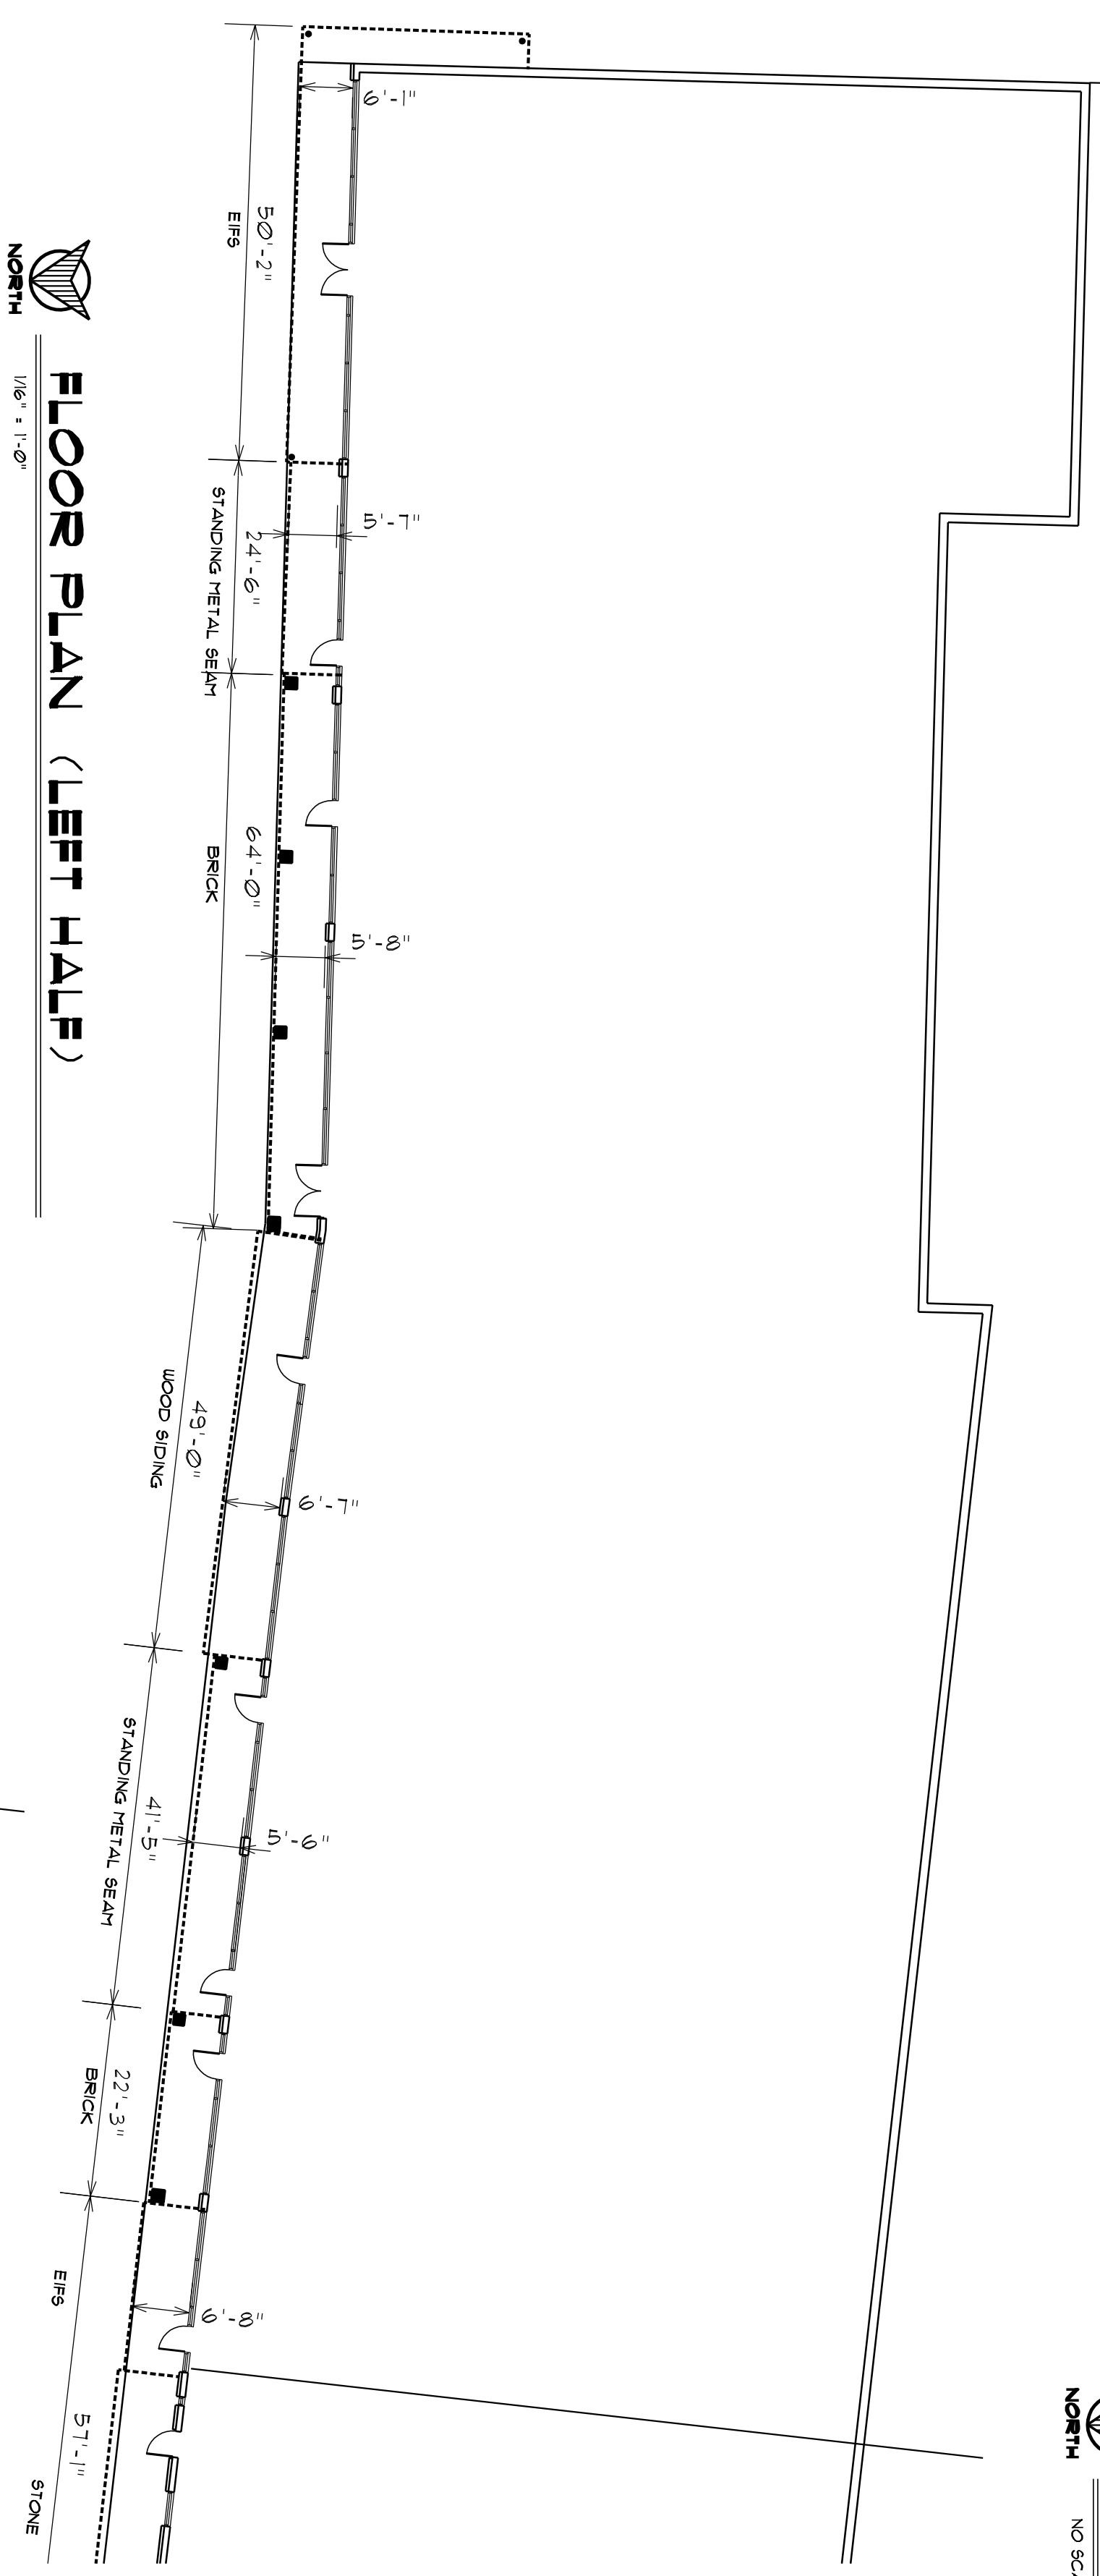 6'-1"
50'-2"
EIFS
NORTH
FLOOR PLAN (LEFT HALF)
1/16" = 1'-0"
5'-7"
24'-6"
STANDING METAL SEAM
64'-0"
BRICK
5'-8"
49'-0"
WOOD SIDING
6'-7"
41'-5"
STANDING METAL SEAM
5'-6"
22'-3"
BRICK
EIFS
6'-8"
57'-1"
STONE
NORTH
NO